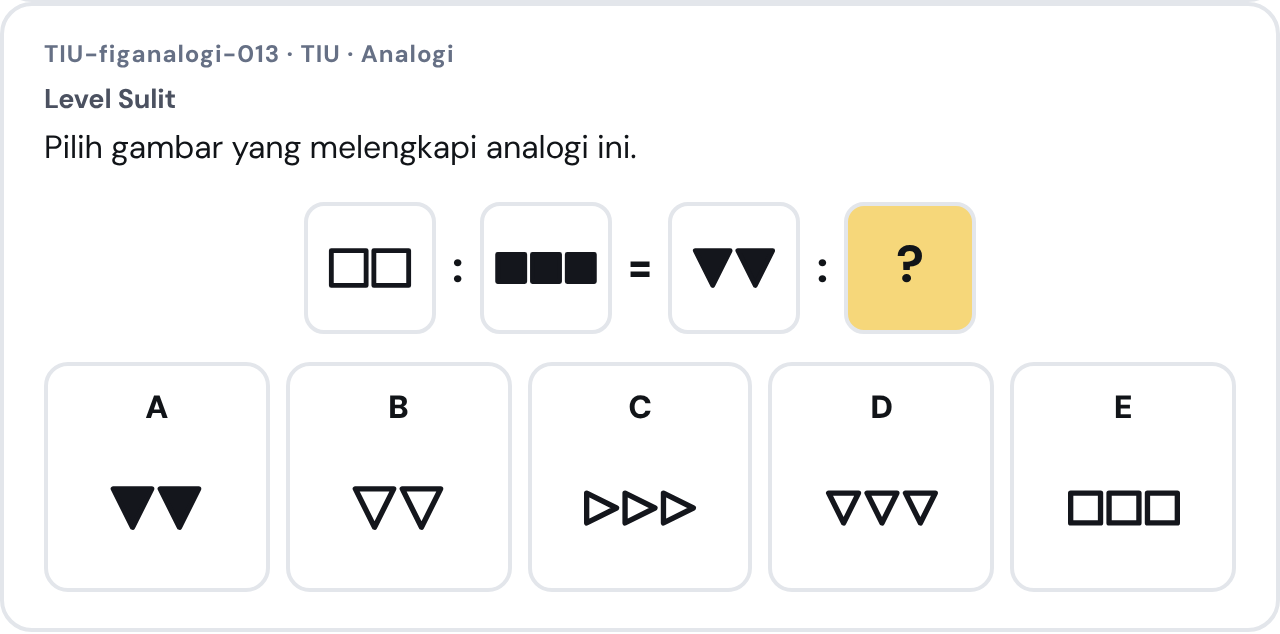 TIU-figanalogi-013 · TIU · Analogi
Level Sulit
Pilih gambar yang melengkapi analogi ini.
: = : ?
A B C D E